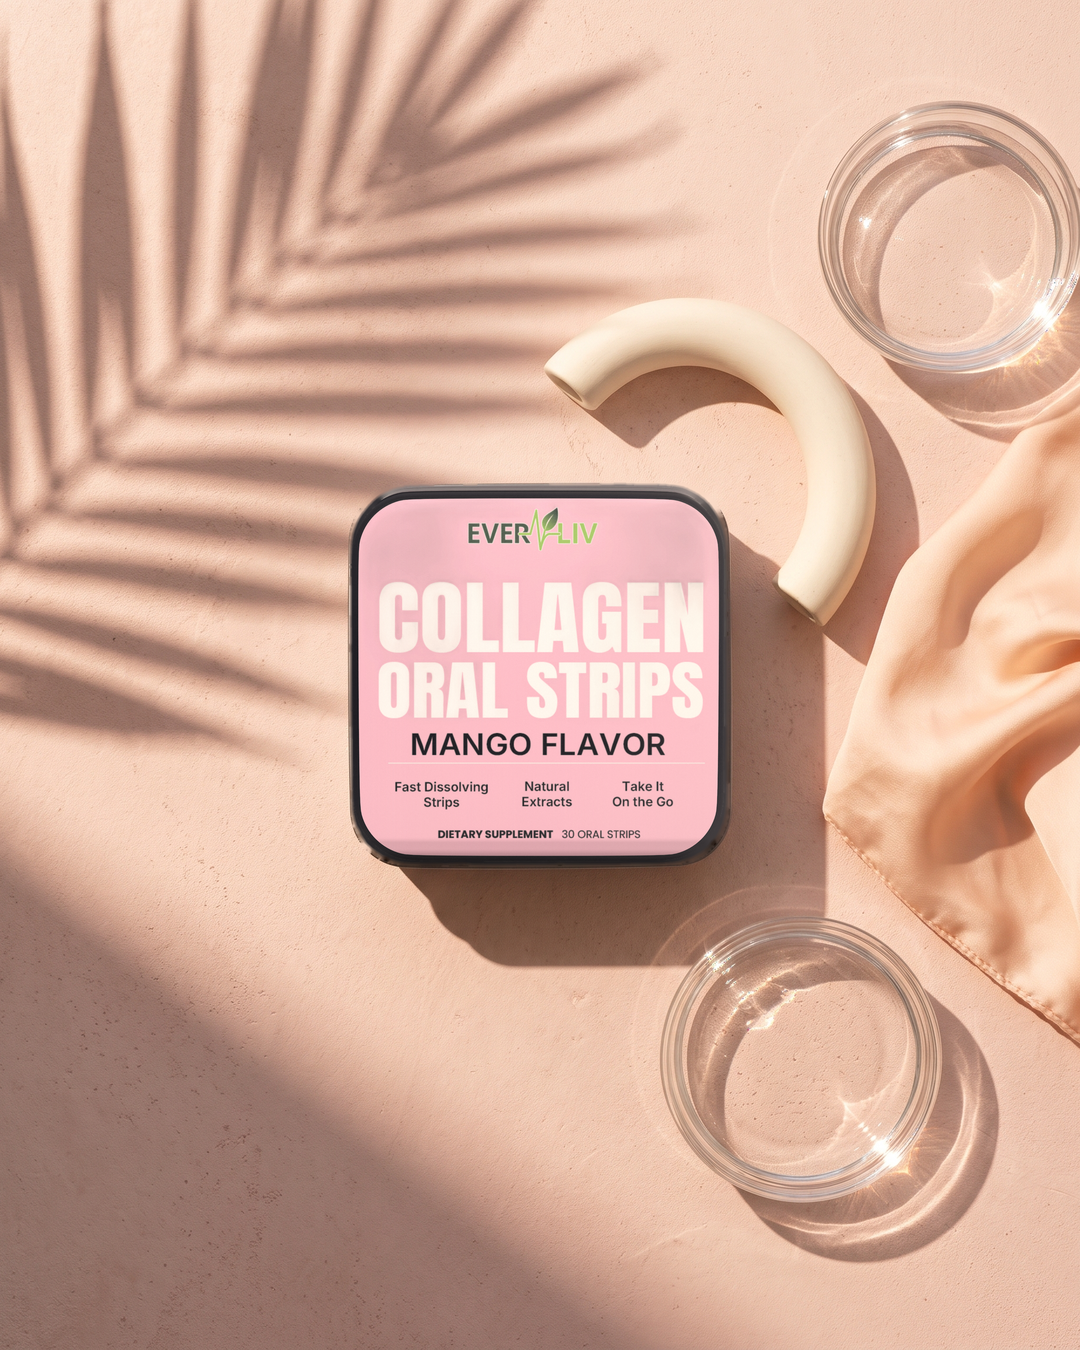 EVERLIV
COLLAGEN
ORAL STRIPS
MANGO FLAVOR
Fast Dissolving Strips
Natural Extracts
Take It On the Go
DIETARY SUPPLEMENT 30 ORAL STRIPS